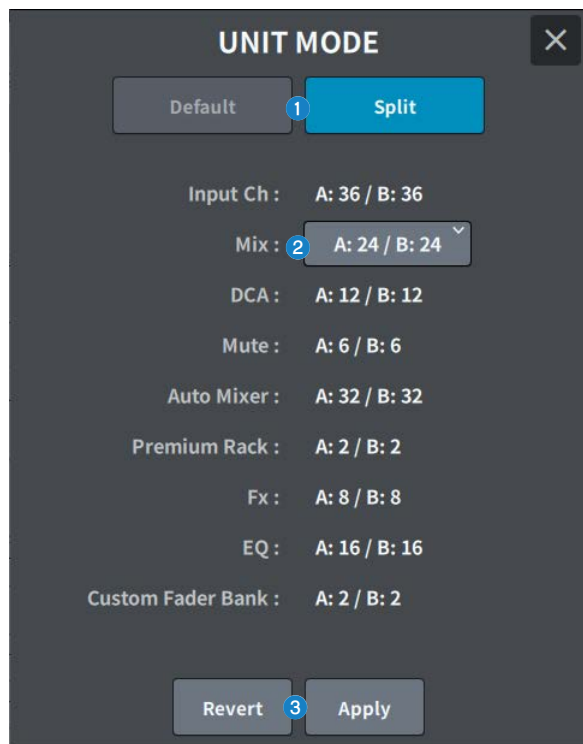 UNIT MODE
Default 1 Split
Input Ch : A: 36 / B: 36
Mix : 2 A: 24 / B: 24
DCA : A: 12 / B: 12
Mute : A: 6 / B: 6
Auto Mixer : A: 32 / B: 32
Premium Rack : A: 2 / B: 2
Fx : A: 8 / B: 8
EQ : A: 16 / B: 16
Custom Fader Bank : A: 2 / B: 2
Revert 3 Apply